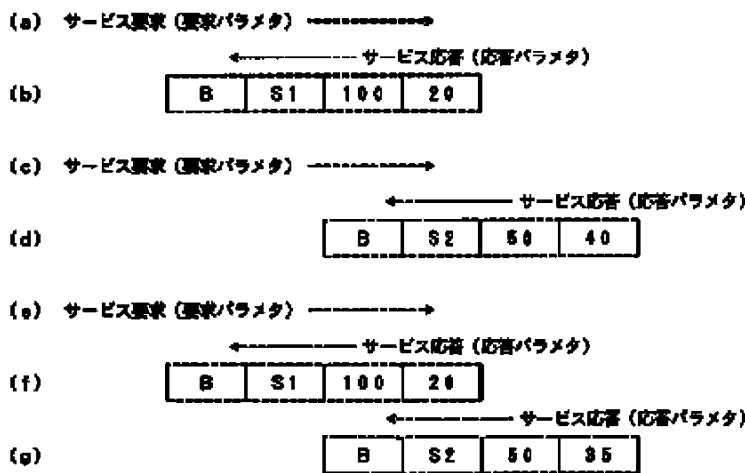 (a) サービス要求（要求パラメタ）
サービス応答（応答パラメタ）
(b) B S1 100 20
(c) サービス要求（要求パラメタ）
サービス応答（応答パラメタ）
(d) B S2 50 40
(e) サービス要求（要求パラメタ）
サービス応答（応答パラメタ）
(f) B S1 100 20
サービス応答（応答パラメタ）
(g) B S2 50 35